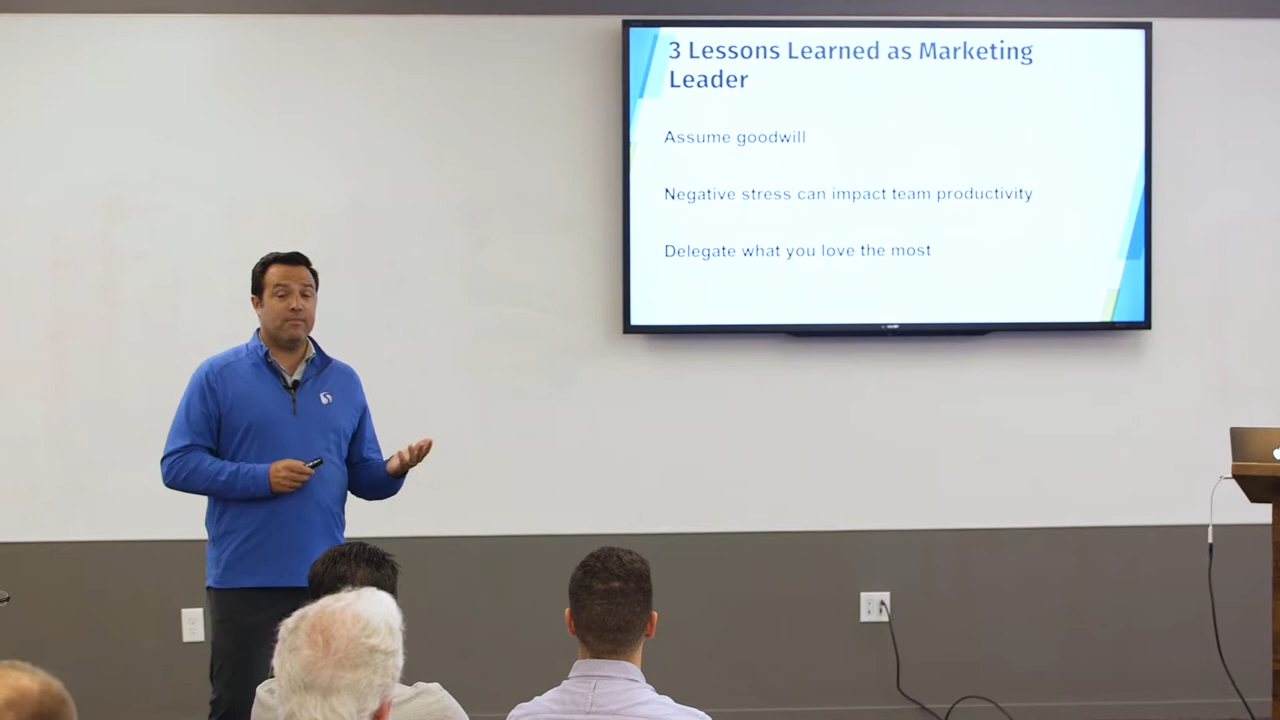 3 Lessons Learned as Marketing
Leader
Assume goodwill
Negative stress can impact team productivity
Delegate what you love the most